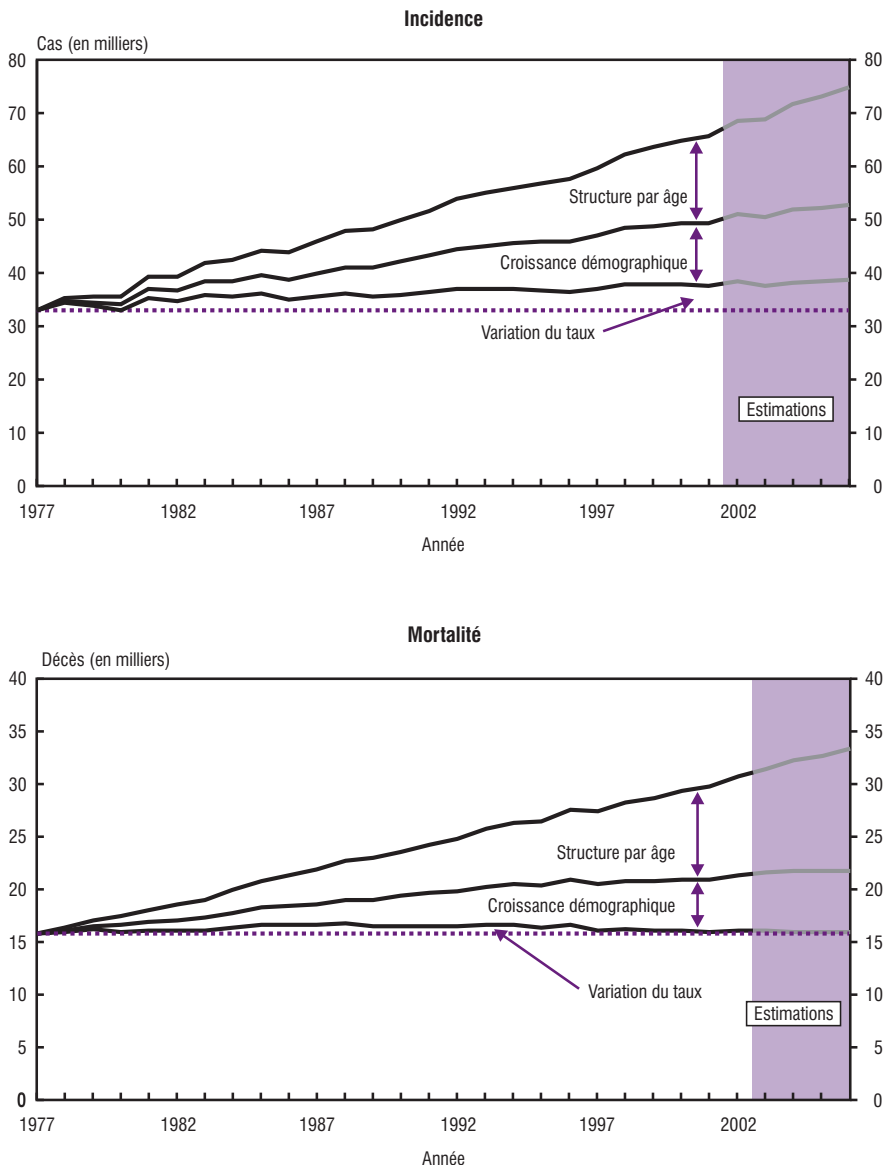 Incidence
Cas (en milliers)
80 80
70 70
60 60
Structure par âge
50 50
Croissance démographique
40 40
30 30
Variation du taux
20 20
Estimations
10 10
0 0
1977 1982 1987 1992 1997 2002
Année
Mortalité
Décès (en milliers)
40 40
35 35
30 30
25 25
Structure par âge
20 20
Croissance démographique
15 15
Variation du taux
10 10
Estimations
5 5
0 0
1977 1982 1987 1992 1997 2002
Année